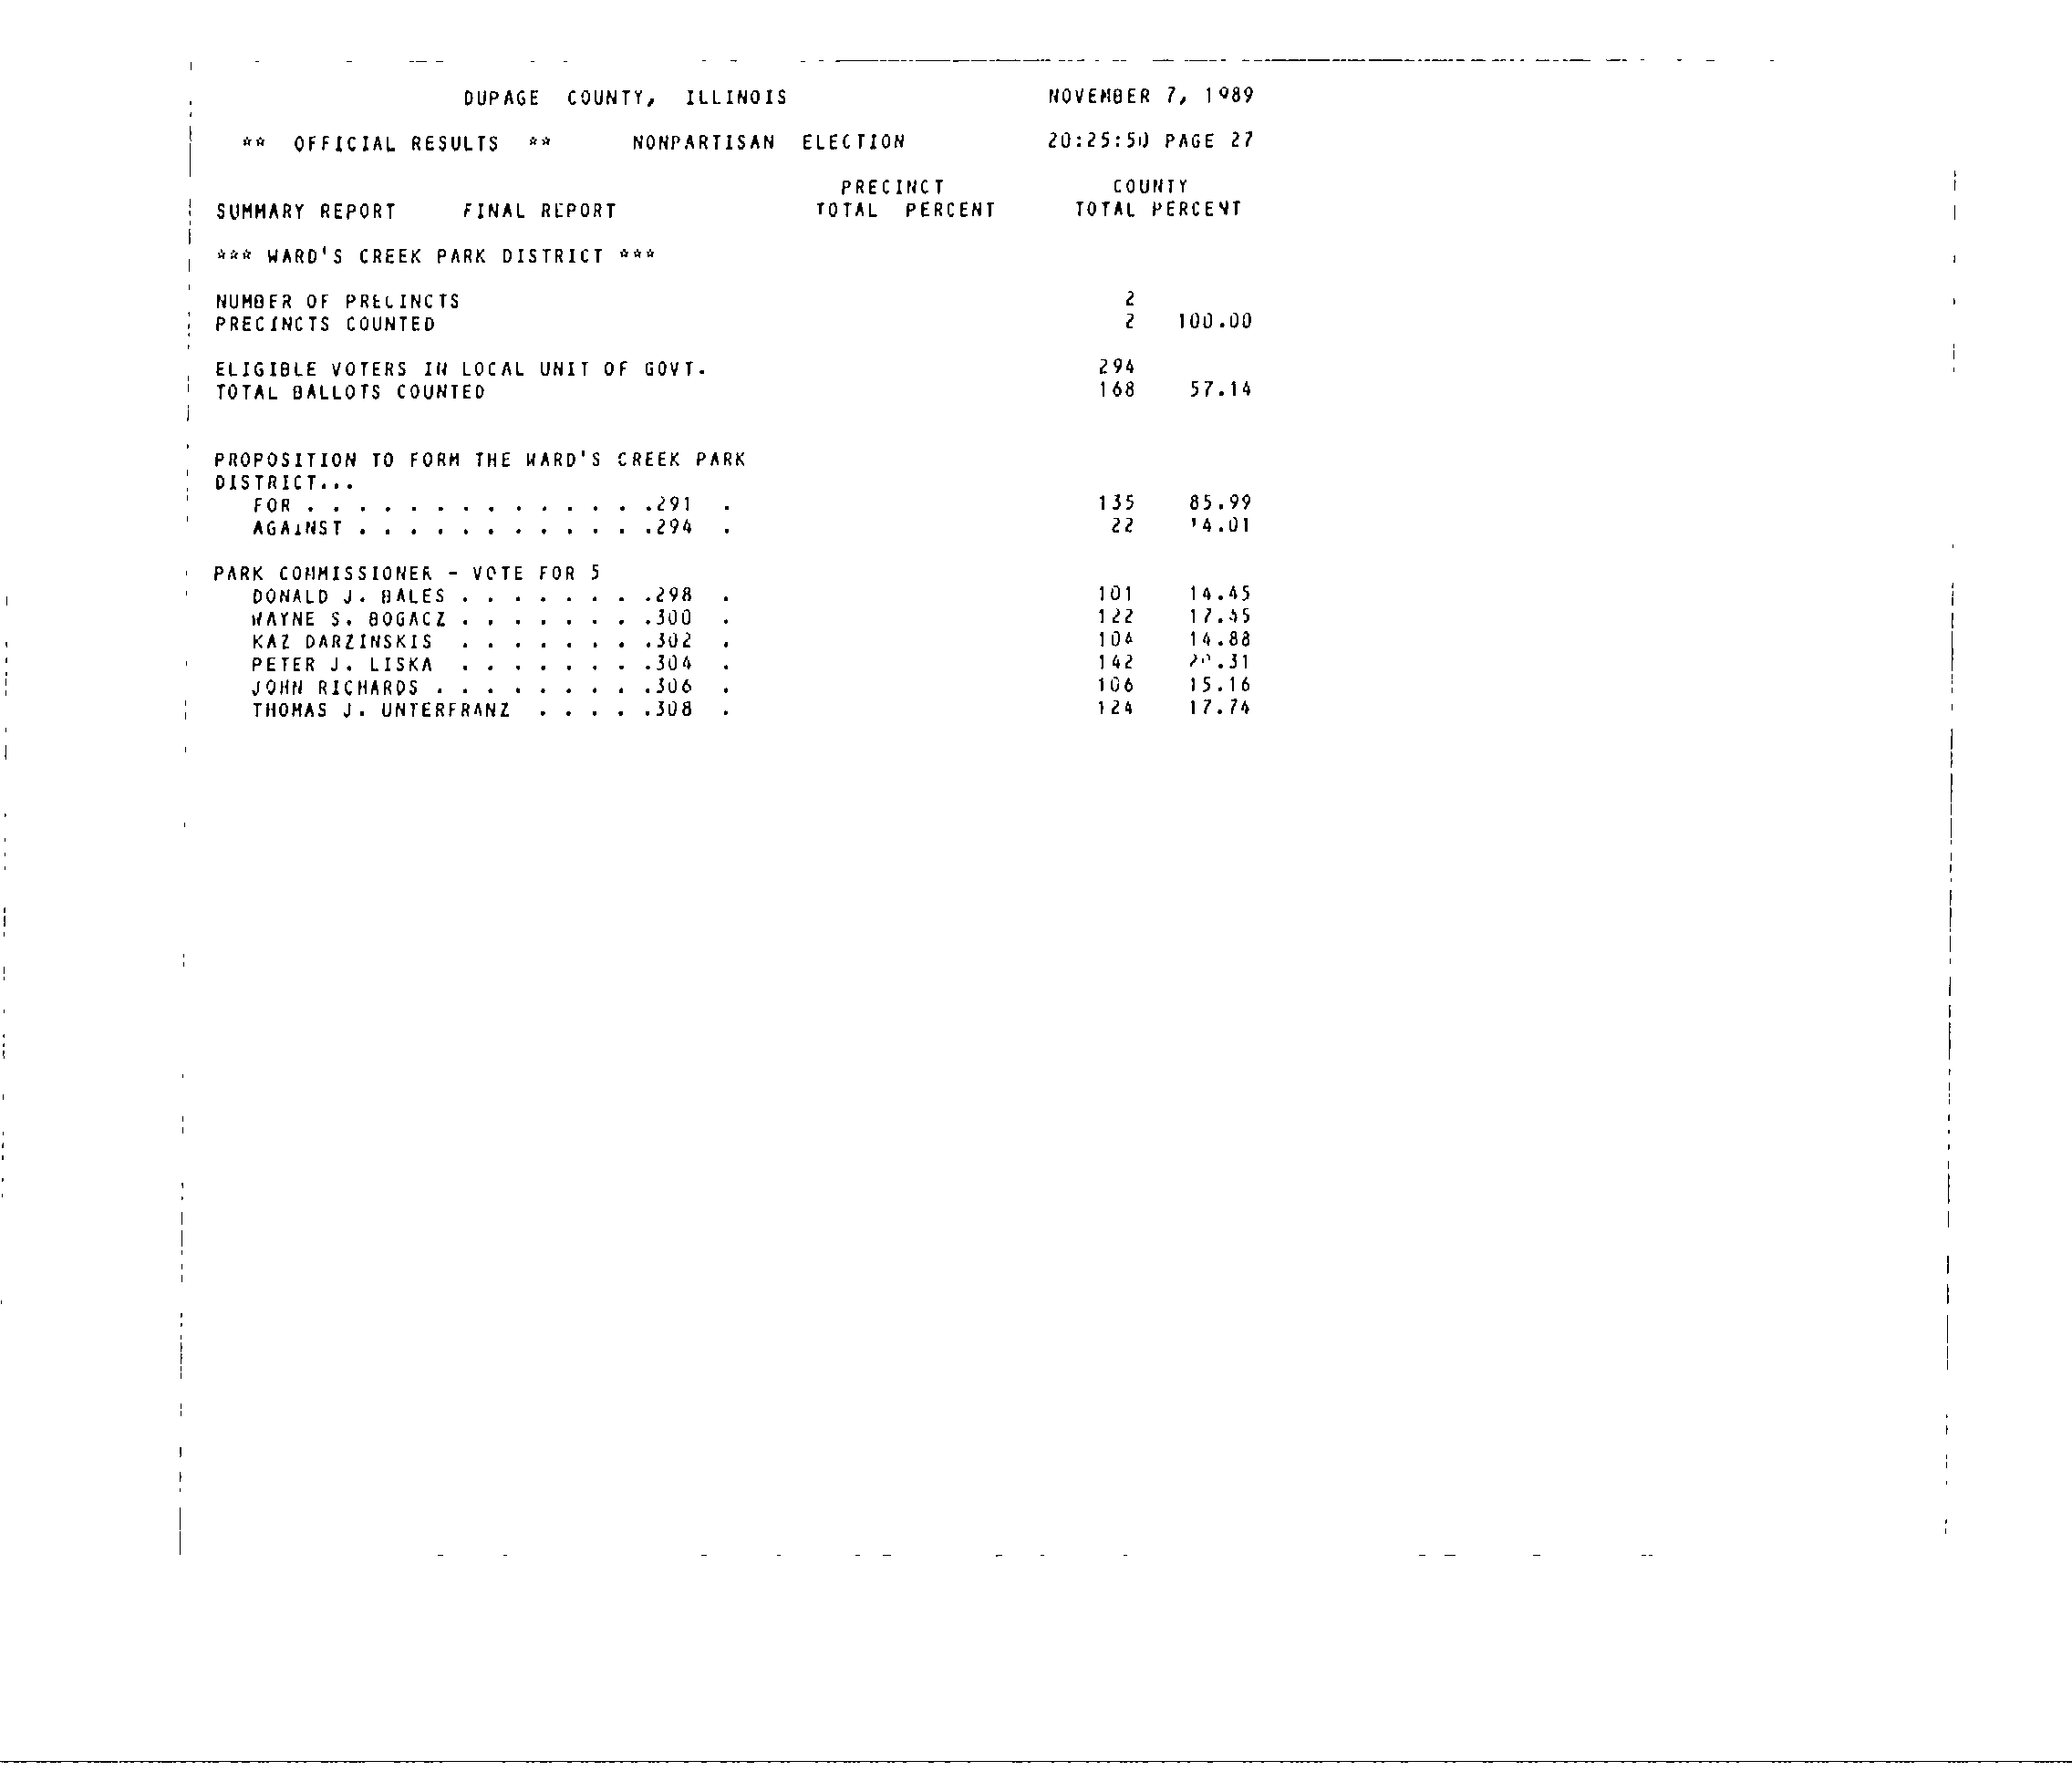 DUPAGE COUNTY, ILLINOIS NOVEMBER 7, 1989
** OFFICIAL RESULTS ** NONPARTISAN ELECTION 20:25:50 PAGE 27
PRECINCT COUNTY
SUMMARY REPORT FINAL REPORT TOTAL PERCENT TOTAL PERCENT
*** WARD'S CREEK PARK DISTRICT ***
NUMBER OF PRECINCTS 2
PRECINCTS COUNTED 2 100.00
ELIGIBLE VOTERS IN LOCAL UNIT OF GOVT. 294
TOTAL BALLOTS COUNTED 168 57.14
PROPOSITION TO FORM THE WARD'S CREEK PARK
DISTRICT...
FOR . . . . . . . . . . . . . .291 . 135 85.99
AGAINST . . . . . . . . . . . .294 . 22 14.01
PARK COMMISSIONER - VOTE FOR 5
DONALD J. BALES . . . . . . . .298 . 101 14.45
WAYNE S. BOGACZ . . . . . . . .300 . 122 17.45
KAZ DARZINSKIS . . . . . . . .302 . 104 14.88
PETER J. LISKA . . . . . . . .304 . 142 20.31
JOHN RICHARDS . . . . . . . . .306 . 106 15.16
THOMAS J. UNTERFRANZ . . . . .308 . 124 17.74